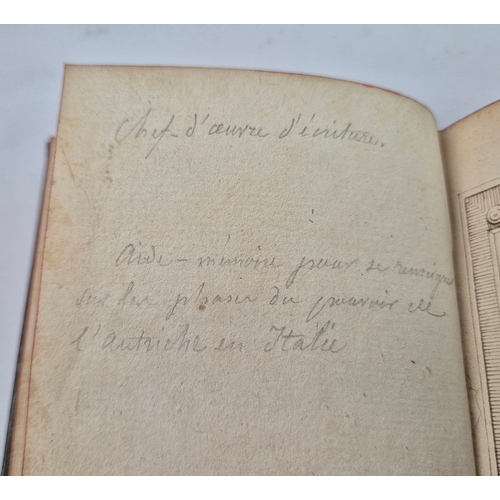 Chef-d'œuvre d'écriture.
Aide-mémoire pour se renseigner
sur les phases du pouvoir de
l'Autriche en Italie